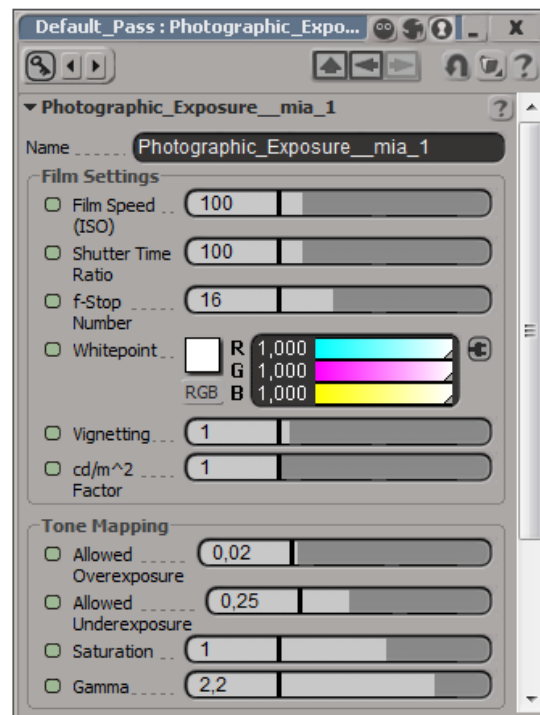 Default_Pass : Photographic_Expo...
Photographic_Exposure__mia_1
Name Photographic_Exposure__mia_1
Film Settings
Film Speed (ISO) 100
Shutter Time Ratio 100
f-Stop Number 16
Whitepoint R 1,000
G 1,000
RGB B 1,000
Vignetting 1
cd/m^2 Factor 1
Tone Mapping
Allowed Overexposure 0,02
Allowed Underexposure 0,25
Saturation 1
Gamma 2,2